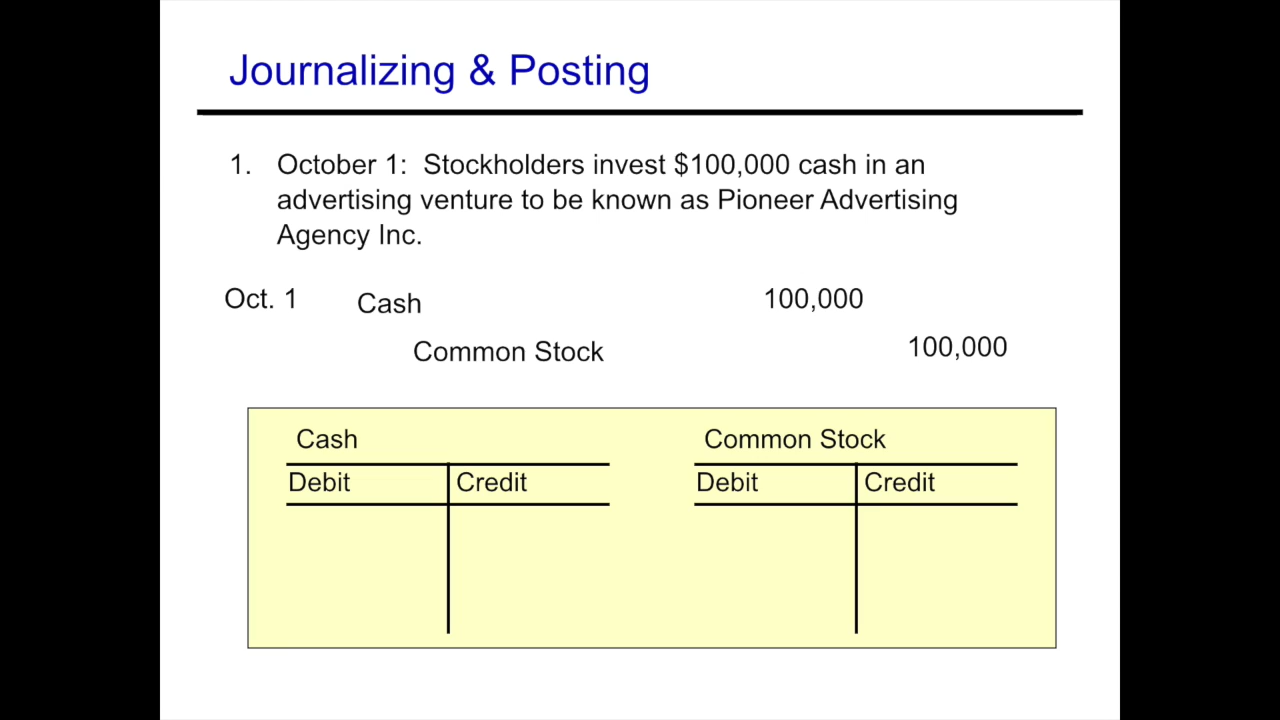 Journalizing & Posting
1. October 1: Stockholders invest $100,000 cash in an
advertising venture to be known as Pioneer Advertising
Agency Inc.
Oct. 1 Cash 100,000
Common Stock 100,000
Cash Common Stock
Debit Credit Debit Credit